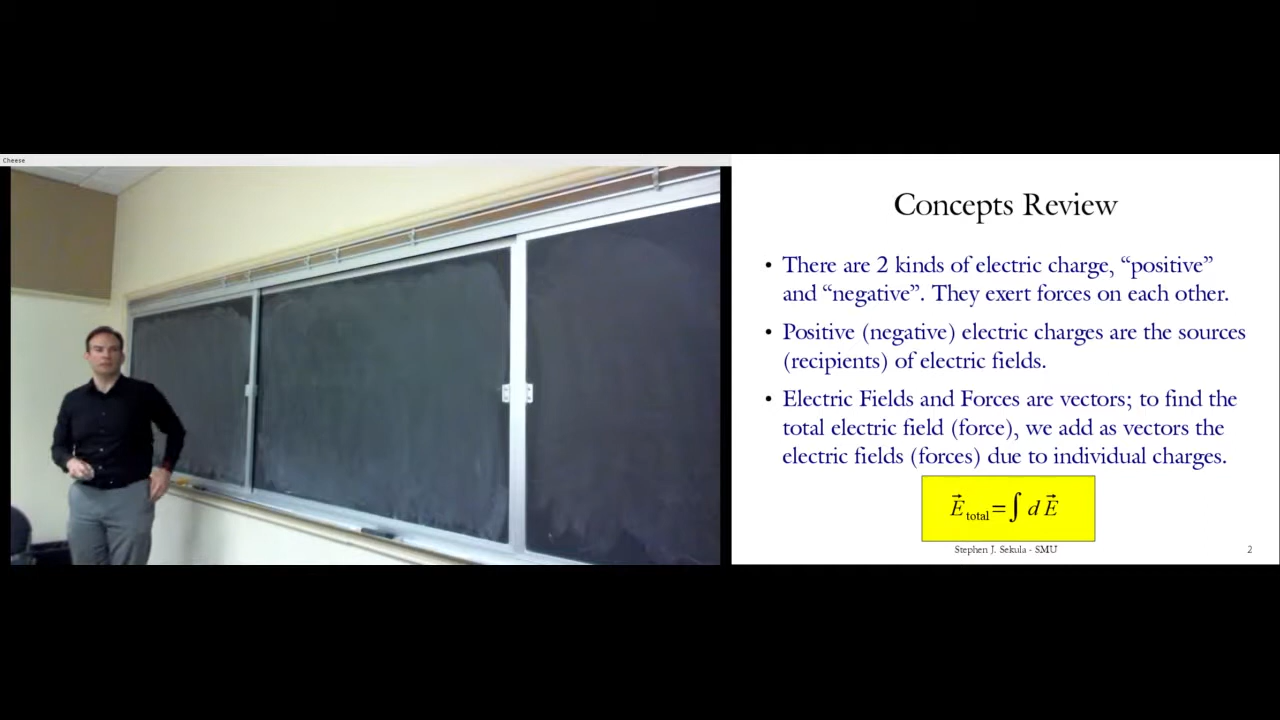 Cheese
Concepts Review
• There are 2 kinds of electric charge, “positive”
and “negative”. They exert forces on each other.
• Positive (negative) electric charges are the sources
(recipients) of electric fields.
• Electric Fields and Forces are vectors; to find the
total electric field (force), we add as vectors the
electric fields (forces) due to individual charges.
E⃗ total = ∫ d E⃗
Stephen J. Sekula - SMU
2